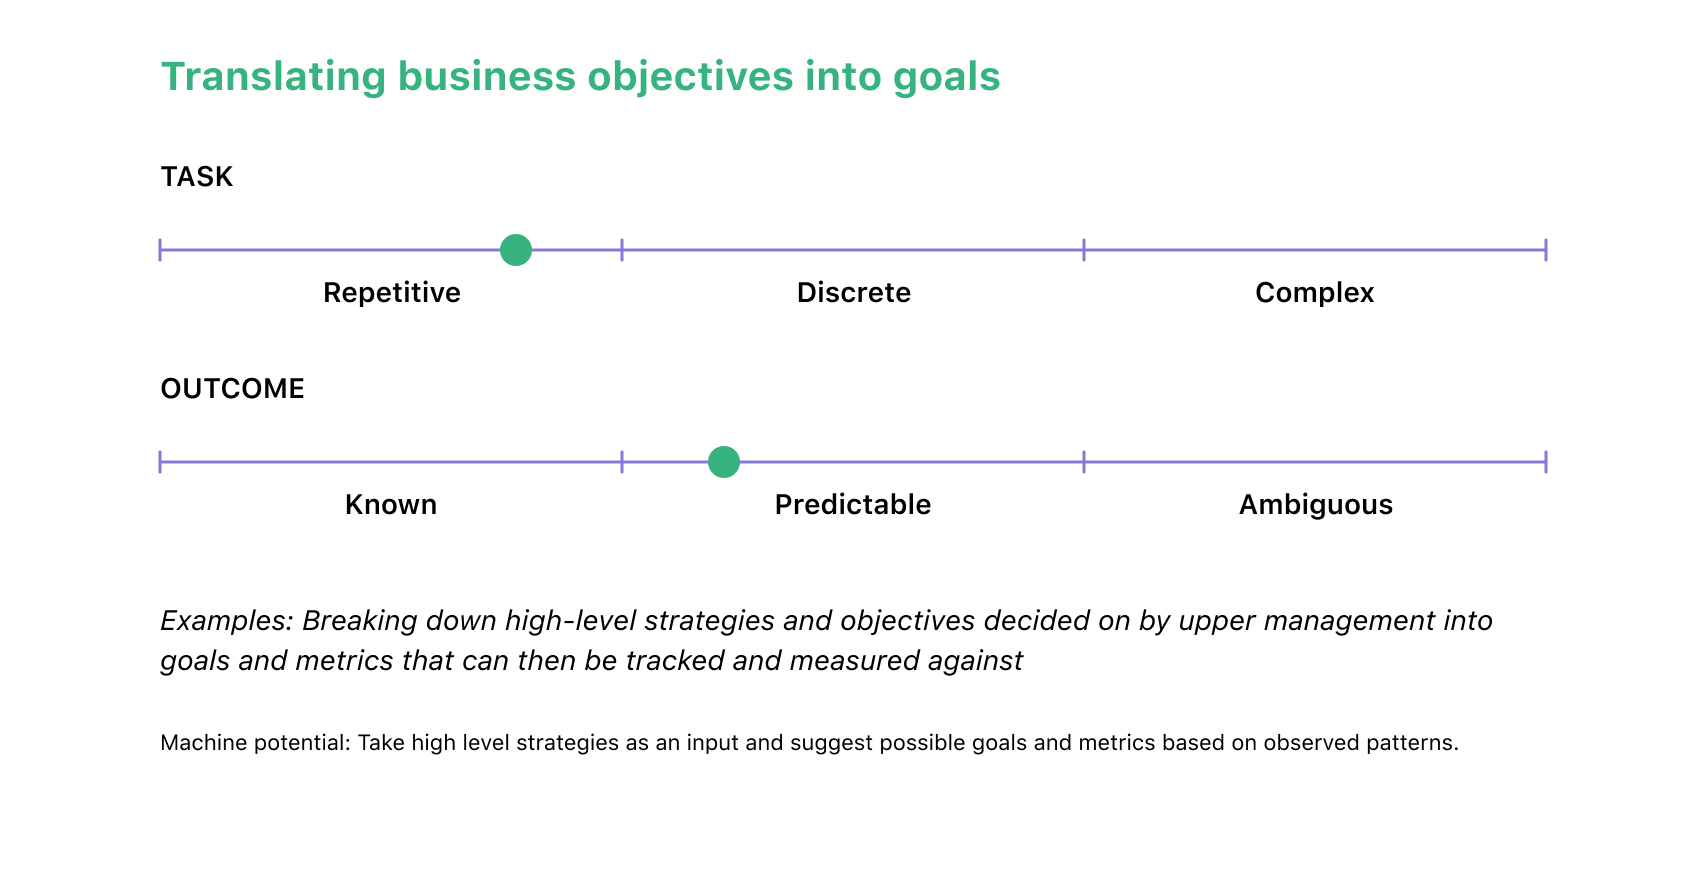 Translating business objectives into goals
TASK
Repetitive Discrete Complex
OUTCOME
Known Predictable Ambiguous
Examples: Breaking down high-level strategies and objectives decided on by upper management into
goals and metrics that can then be tracked and measured against
Machine potential: Take high level strategies as an input and suggest possible goals and metrics based on observed patterns.